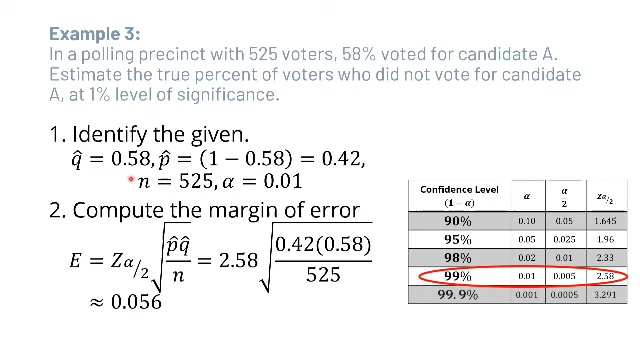 Example 3:
In a polling precinct with 525 voters, 58% voted for candidate A.
Estimate the true percent of voters who did not vote for candidate
A, at 1% level of significance.
1. Identify the given.
q̂ = 0.58, p̂ = (1 − 0.58) = 0.42,
n = 525, α = 0.01
2. Compute the margin of error
E = Zα/2 √(p̂q̂/n) = 2.58 √(0.42(0.58)/525)
≈ 0.056
Confidence Level (1 − α) α α/2 Zα/2
90% 0.10 0.05 1.645
95% 0.05 0.025 1.96
98% 0.02 0.01 2.33
99% 0.01 0.005 2.58
99.9% 0.001 0.0005 3.291